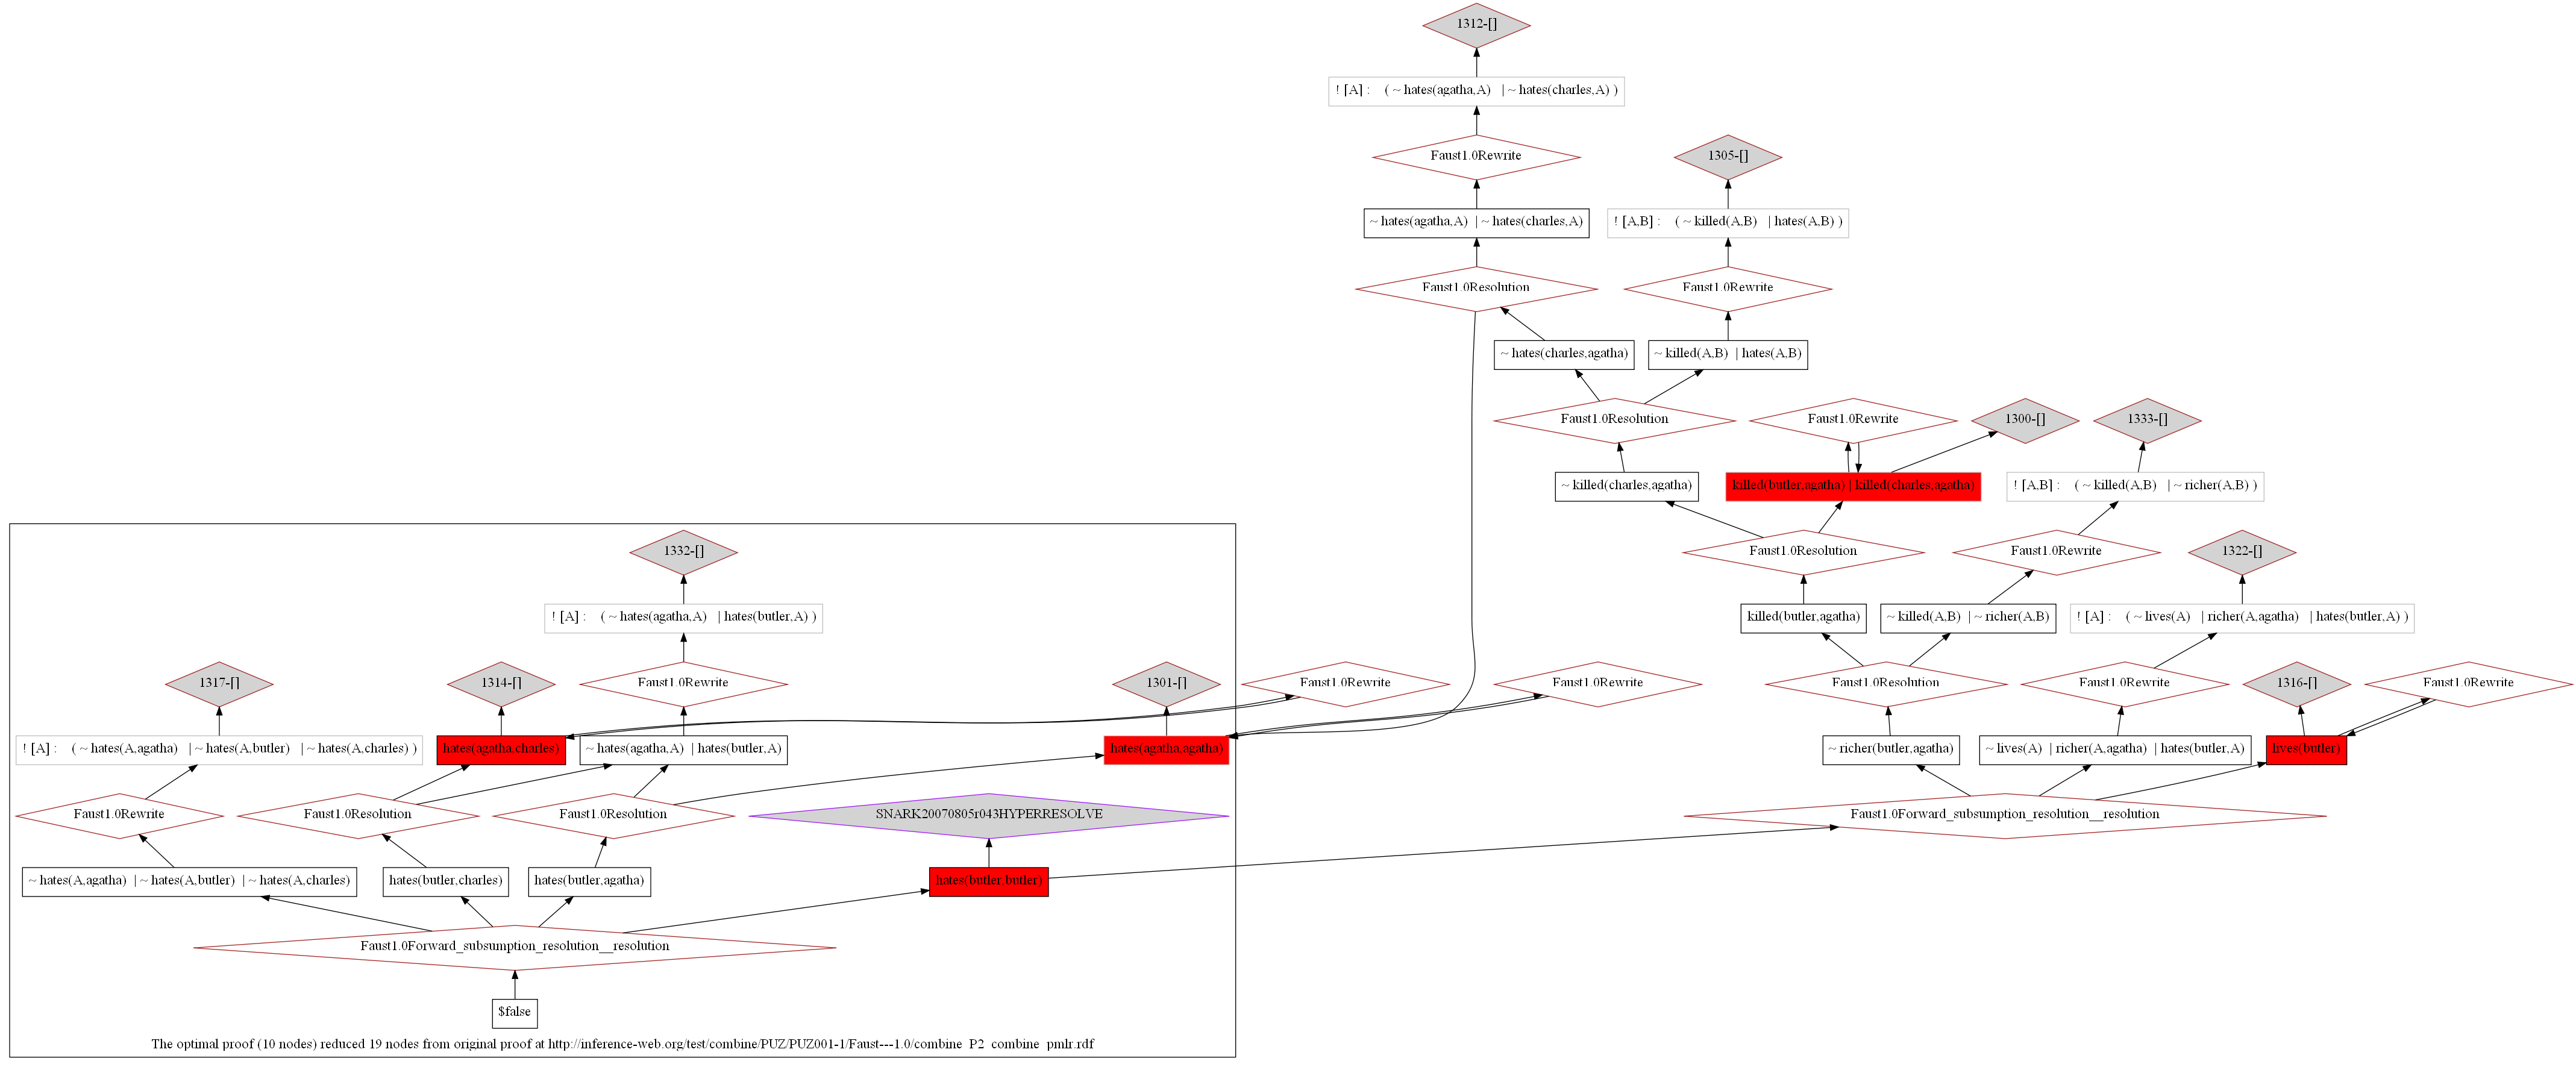 1312-[]
! [A] : ( ~ hates(agatha,A) | ~ hates(charles,A) )
Faust1.0Rewrite
1305-[]
~ hates(agatha,A) | ~ hates(charles,A)
! [A,B] : ( ~ killed(A,B) | hates(A,B) )
Faust1.0Resolution
Faust1.0Rewrite
~ hates(charles,agatha)
~ killed(A,B) | hates(A,B)
Faust1.0Resolution
Faust1.0Rewrite
1300-[]
1333-[]
~ killed(charles,agatha)
killed(butler,agatha) | killed(charles,agatha)
! [A,B] : ( ~ killed(A,B) | ~ richer(A,B) )
1332-[]
Faust1.0Resolution
Faust1.0Rewrite
1322-[]
! [A] : ( ~ hates(agatha,A) | hates(butler,A) )
killed(butler,agatha)
~ killed(A,B) | ~ richer(A,B)
! [A] : ( ~ lives(A) | richer(A,agatha) | hates(butler,A) )
1317-[]
1314-[]
Faust1.0Rewrite
1301-[]
Faust1.0Rewrite
Faust1.0Rewrite
Faust1.0Resolution
Faust1.0Rewrite
1316-[]
Faust1.0Rewrite
! [A] : ( ~ hates(A,agatha) | ~ hates(A,butler) | ~ hates(A,charles) )
hates(agatha,charles)
~ hates(agatha,A) | hates(butler,A)
hates(agatha,agatha)
~ richer(butler,agatha)
~ lives(A) | richer(A,agatha) | hates(butler,A)
lives(butler)
Faust1.0Rewrite
Faust1.0Resolution
Faust1.0Resolution
SNARK20070805r043HYPERRESOLVE
Faust1.0Forward_subsumption_resolution__resolution
~ hates(A,agatha) | ~ hates(A,butler) | ~ hates(A,charles)
hates(butler,charles)
hates(butler,agatha)
hates(butler,butler)
Faust1.0Forward_subsumption_resolution__resolution
$false
The optimal proof (10 nodes) reduced 19 nodes from original proof at http://inference-web.org/test/combine/PUZ/PUZ001-1/Faust---1.0/combine_P2_combine_pmlr.rdf